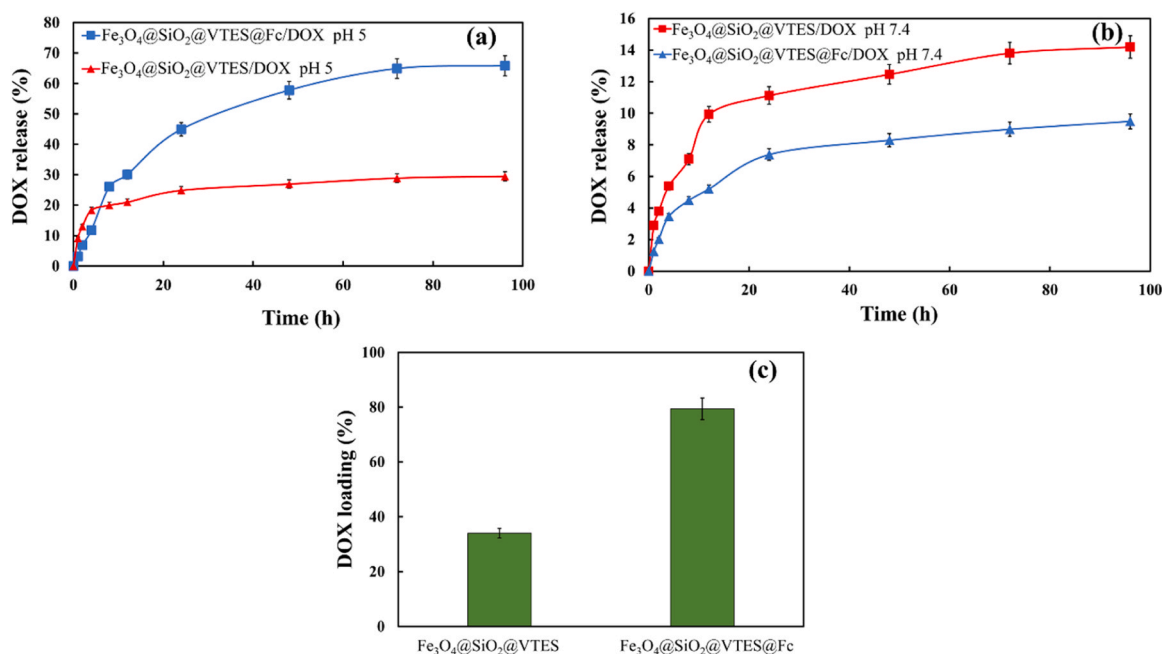 (a)
Fe₃O₄@SiO₂@VTES@Fc/DOX pH 5
Fe₃O₄@SiO₂@VTES/DOX pH 5
80
70
60
50
40
30
20
10
0
DOX release (%)
0 20 40 60 80 100
Time (h)
(b)
Fe₃O₄@SiO₂@VTES/DOX pH 7.4
Fe₃O₄@SiO₂@VTES@Fc/DOX pH 7.4
16
14
12
10
8
6
4
2
0
DOX release (%)
0 20 40 60 80 100
Time (h)
(c)
100
80
60
40
20
0
DOX loading (%)
Fe₃O₄@SiO₂@VTES Fe₃O₄@SiO₂@VTES@Fc